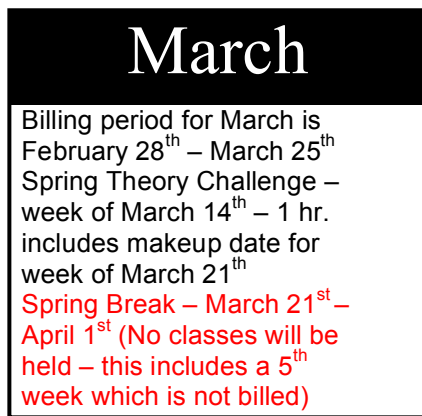 March
Billing period for March is
February 28th – March 25th
Spring Theory Challenge –
week of March 14th – 1 hr.
includes makeup date for
week of March 21th
Spring Break – March 21st –
April 1st (No classes will be
held – this includes a 5th
week which is not billed)